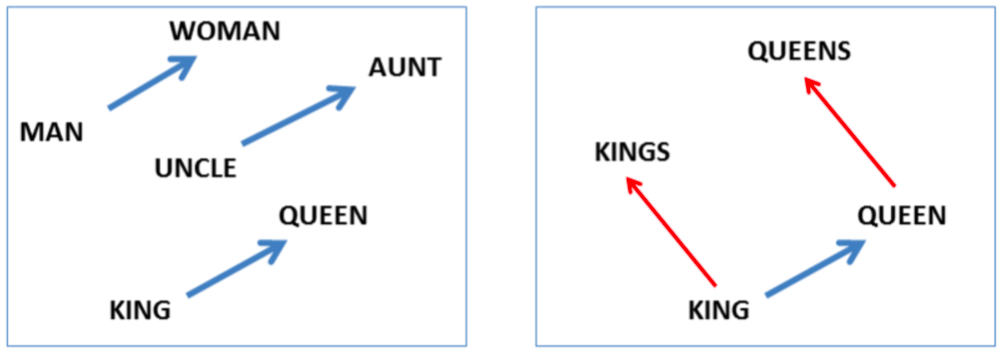 WOMAN
AUNT
MAN
UNCLE
QUEEN
KING
QUEENS
KINGS
QUEEN
KING